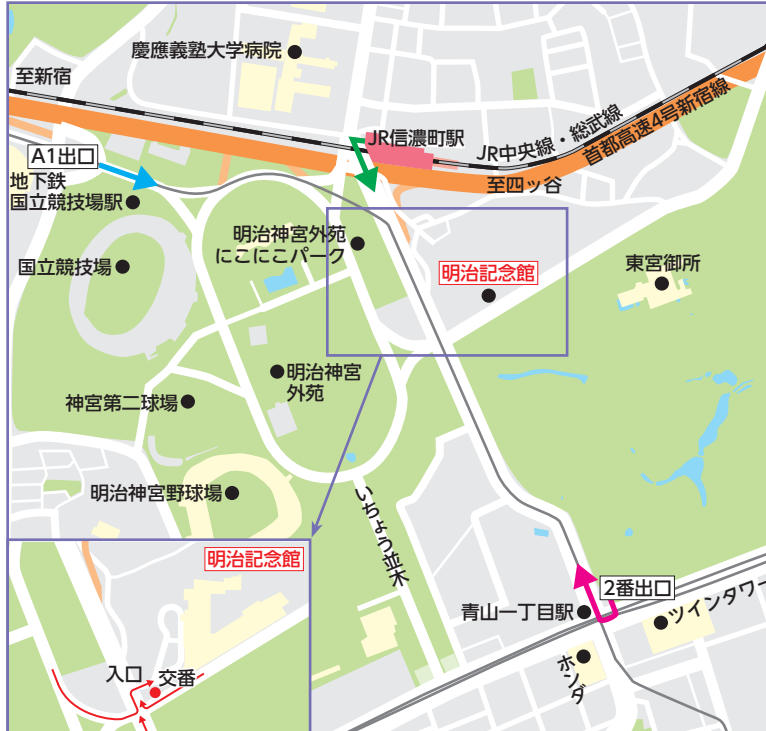 慶應義塾大学病院
至新宿
JR信濃町駅
JR中央線・総武線
首都高速4号新宿線
至四ッ谷
A1出口
地下鉄
国立競技場駅
明治神宮外苑
にこにこパーク
国立競技場
明治記念館
東宮御所
明治神宮
外苑
神宮第二球場
明治神宮野球場
いちょう並木
明治記念館
2番出口
青山一丁目駅
ツインタワー
ホンダ
入口
交番